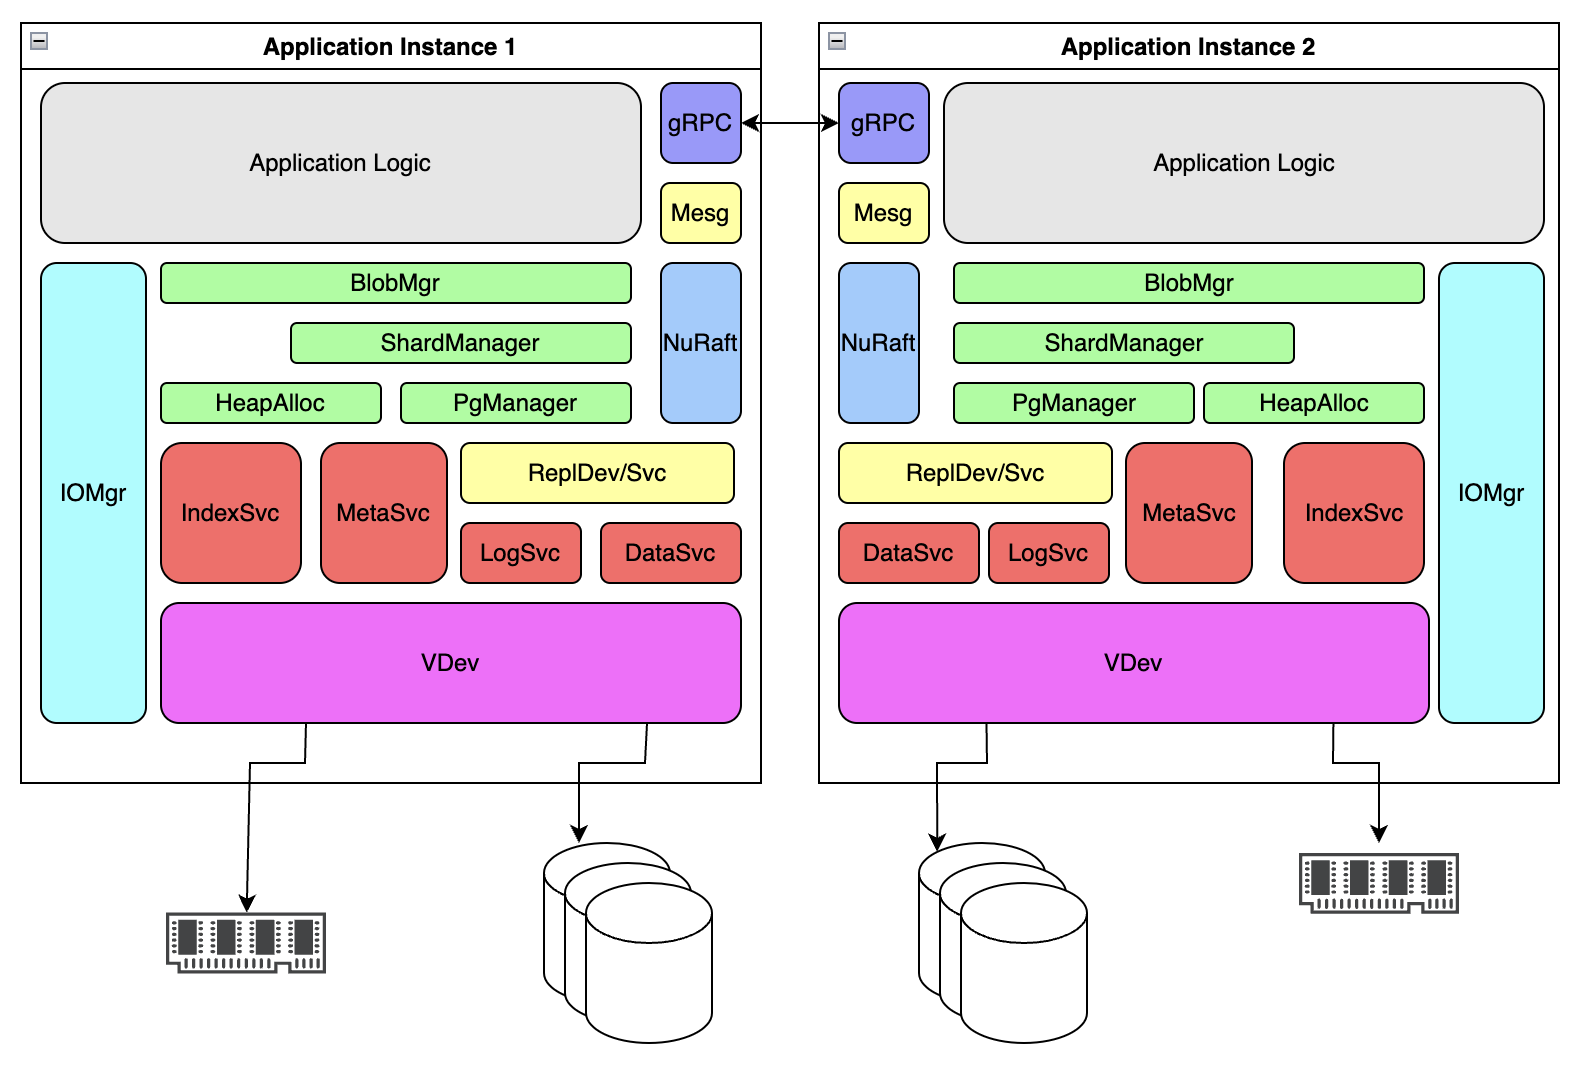 Application Instance 1
Application Logic
gRPC
Mesg
IOMgr
BlobMgr
ShardManager
HeapAlloc
PgManager
NuRaft
IndexSvc
MetaSvc
ReplDev/Svc
LogSvc
DataSvc
VDev
Application Instance 2
gRPC
Application Logic
Mesg
NuRaft
BlobMgr
ShardManager
PgManager
HeapAlloc
IOMgr
ReplDev/Svc
DataSvc
LogSvc
MetaSvc
IndexSvc
VDev